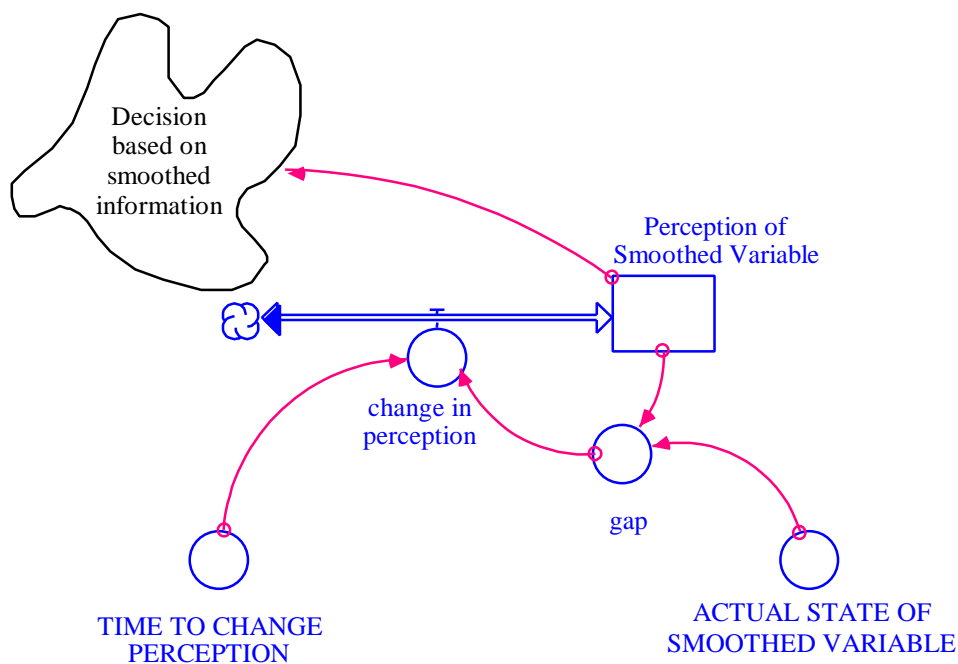 Decision
based on
smoothed
information
Perception of
Smoothed Variable
change in
perception
gap
TIME TO CHANGE
PERCEPTION
ACTUAL STATE OF
SMOOTHED VARIABLE